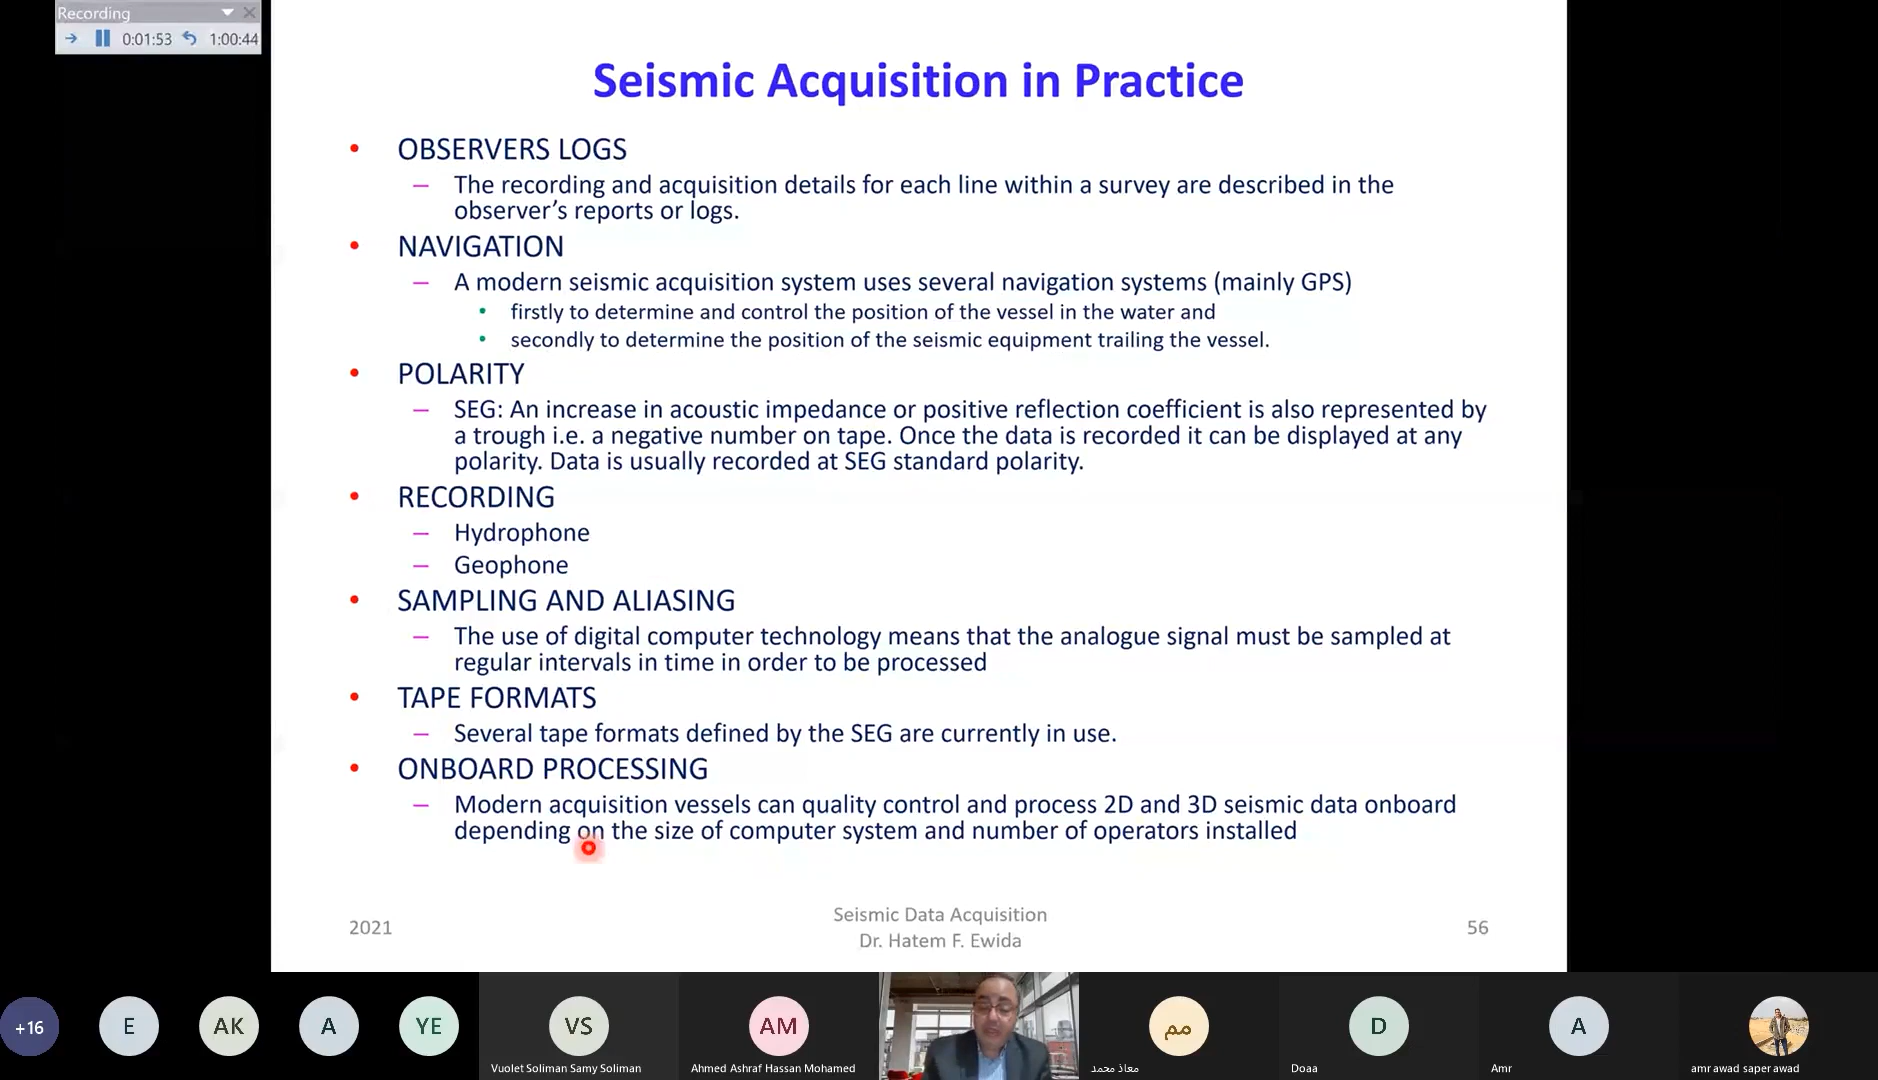 Recording
0:01:53 1:00:44
Seismic Acquisition in Practice
• OBSERVERS LOGS
– The recording and acquisition details for each line within a survey are described in the
observer’s reports or logs.
• NAVIGATION
– A modern seismic acquisition system uses several navigation systems (mainly GPS)
• firstly to determine and control the position of the vessel in the water and
• secondly to determine the position of the seismic equipment trailing the vessel.
• POLARITY
– SEG: An increase in acoustic impedance or positive reflection coefficient is also represented by
a trough i.e. a negative number on tape. Once the data is recorded it can be displayed at any
polarity. Data is usually recorded at SEG standard polarity.
• RECORDING
– Hydrophone
– Geophone
• SAMPLING AND ALIASING
– The use of digital computer technology means that the analogue signal must be sampled at
regular intervals in time in order to be processed
• TAPE FORMATS
– Several tape formats defined by the SEG are currently in use.
• ONBOARD PROCESSING
– Modern acquisition vessels can quality control and process 2D and 3D seismic data onboard
depending on the size of computer system and number of operators installed
2021
Seismic Data Acquisition
Dr. Hatem F. Ewida
56
+16 E AK A YE VS AM مم D A
Vuolet Soliman Samy Soliman Ahmed Ashraf Hassan Mohamed معاذ محمد Doaa Amr amr awad saper awad